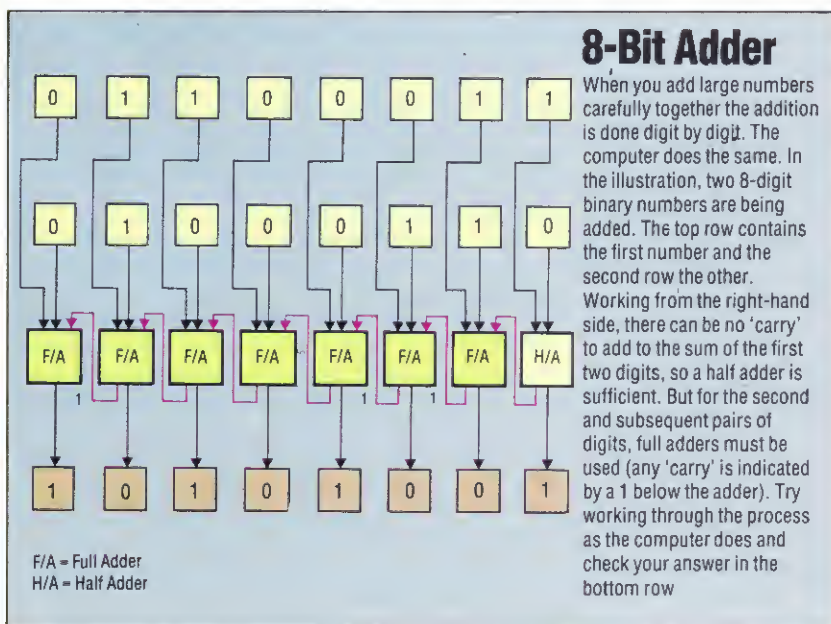 8-Bit Adder
When you add large numbers
carefully together the addition
is done digit by digit. The
computer does the same. In
the illustration, two 8-digit
binary numbers are being
added. The top row contains
the first number and the
second row the other.
Working from the right-hand
side, there can be no 'carry'
to add to the sum of the first
two digits, so a half adder is
sufficient. But for the second
and subsequent pairs of
digits, full adders must be
used (any 'carry' is indicated
by a 1 below the adder). Try
working through the process
as the computer does and
check your answer in the
bottom row
0 1 1 0 0 0 1 1
0 1 0 0 0 1 1 0
F/A F/A F/A F/A F/A F/A F/A H/A
1 1 1
1 0 1 0 1 0 0 1
F/A = Full Adder
H/A = Half Adder